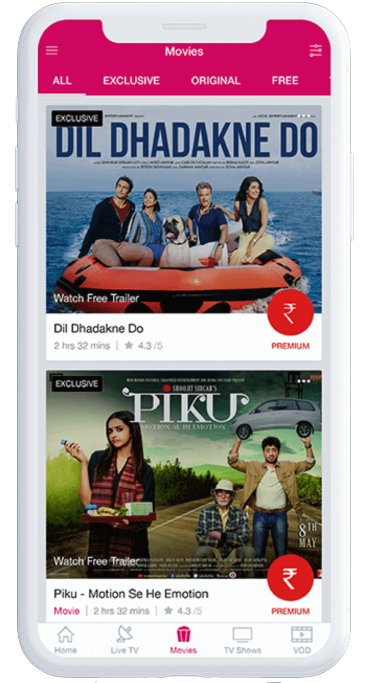 Movies
ALL EXCLUSIVE ORIGINAL FREE
EXCLUSIVE
DIL DHADAKNE DO
Watch Free Trailer
₹
Dil Dhadakne Do
2 hrs 32 mins | ★ 4.3 /5
PREMIUM
EXCLUSIVE
SHOOJIT SIRCAR'S
PIKU
MOTION SE HI EMOTION
IN
8TH
MAY
Watch Free Trailer
₹
Piku - Motion Se He Emotion
Movie | 2 hrs 32 mins | ★ 4.3 /5
PREMIUM
Home Live TV Movies TV Shows VOD